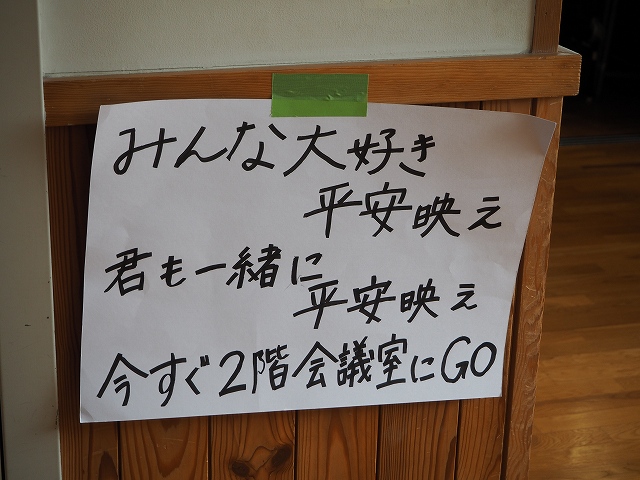 みんな大好き
平安映え
君も一緒に
平安映え
今すぐ2階会議室にGO